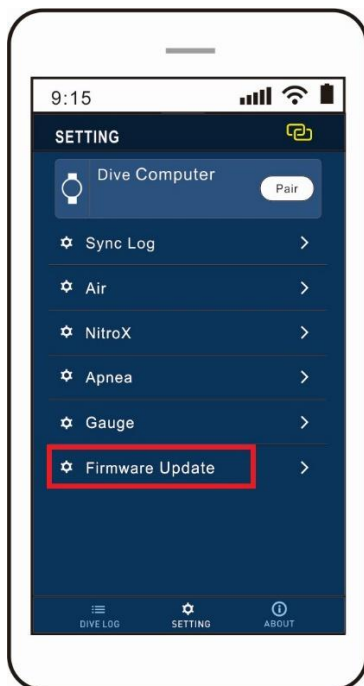 9:15
SETTING
Dive Computer
Pair
Sync Log
Air
NitroX
Apnea
Gauge
Firmware Update
DIVE LOG SETTING ABOUT